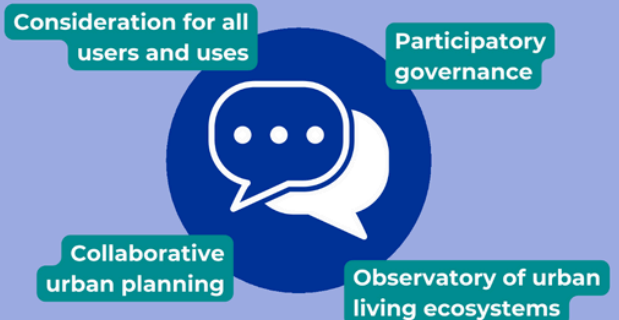 Consideration for all
users and uses
Participatory
governance
Collaborative
urban planning
Observatory of urban
living ecosystems